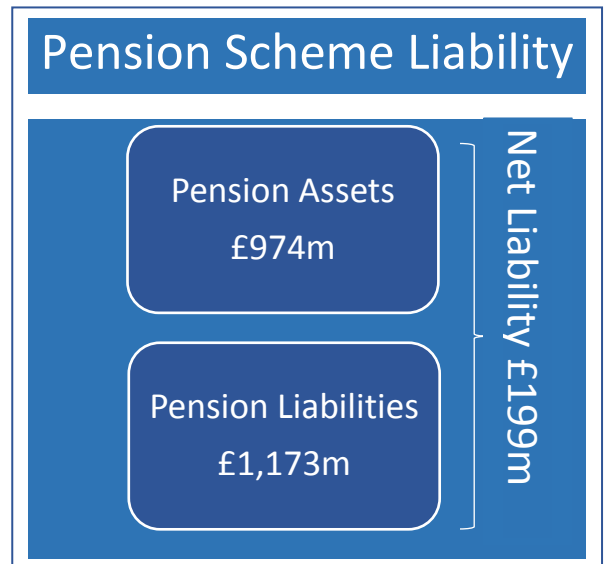 Pension Scheme Liability
Pension Assets
£974m
Pension Liabilities
£1,173m
Net Liability £199m